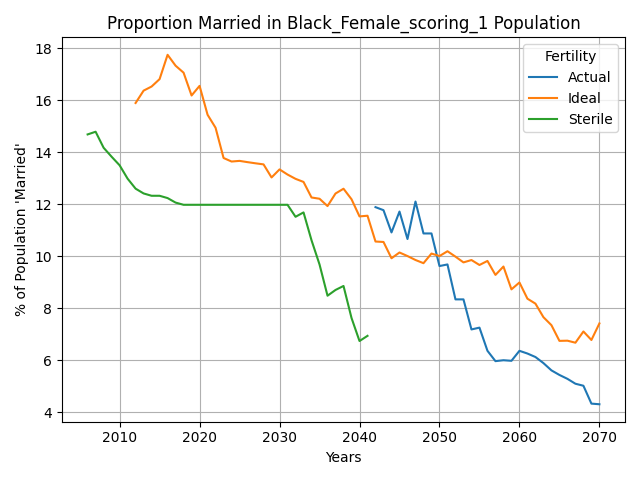 Proportion Married in Black_Female_scoring_1 Population
% of Population 'Married'
18
16
14
12
10
8
6
4
Fertility
Actual
Ideal
Sterile
2010 2020 2030 2040 2050 2060 2070
Years